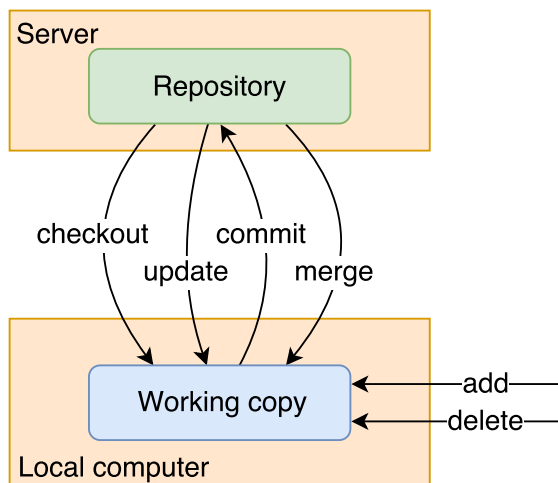 Server
Repository
checkout
commit
update
merge
add
Working copy
delete
Local computer